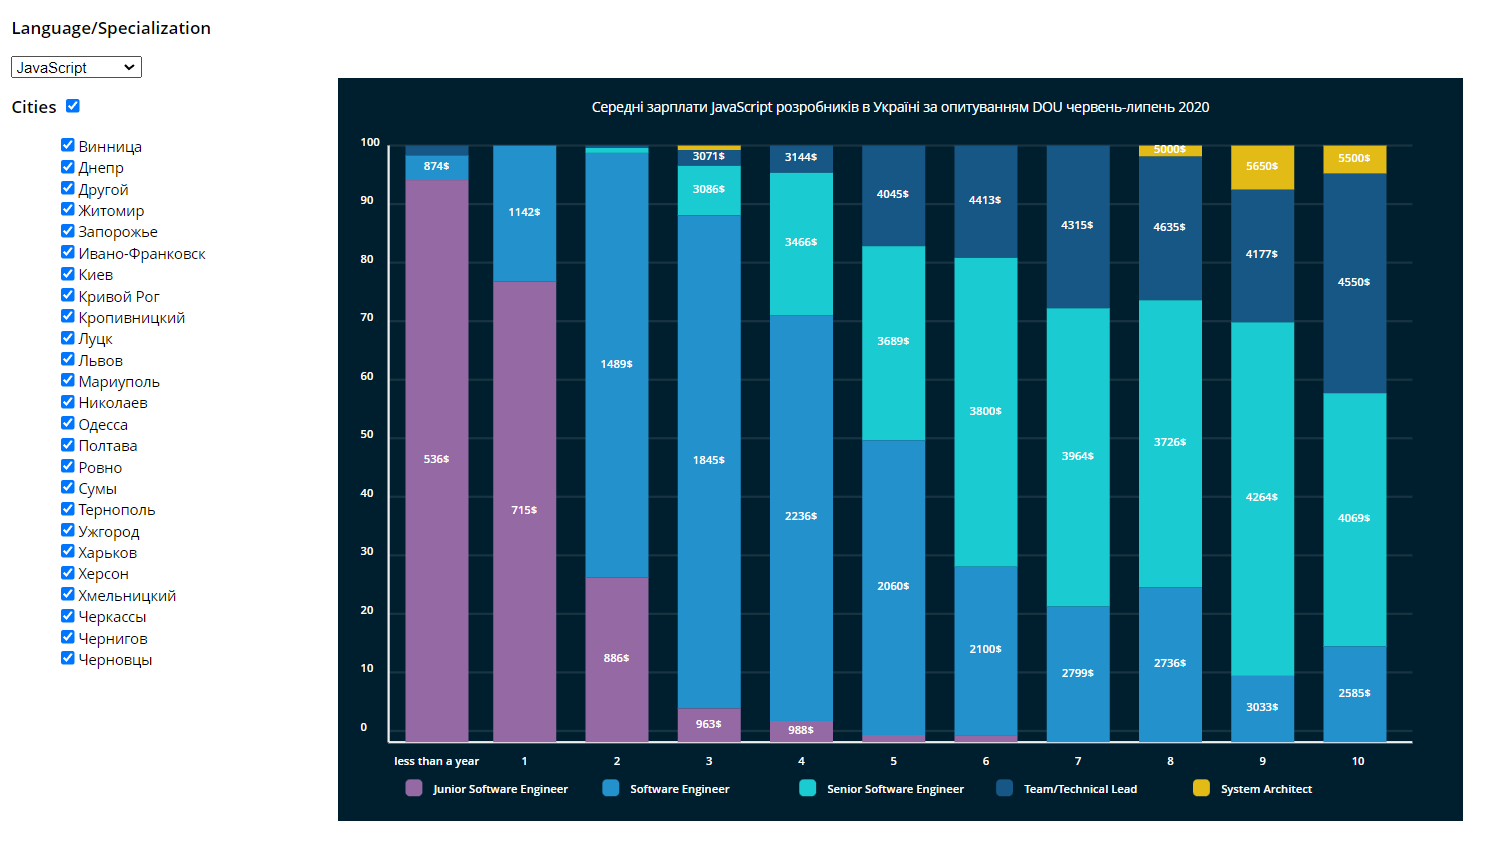 Language/Specialization
JavaScript
Cities
Винница
Днепр
Другой
Житомир
Запорожье
Ивано-Франковск
Киев
Кривой Рог
Кропивницкий
Луцк
Львов
Мариуполь
Николаев
Одесса
Полтава
Ровно
Сумы
Тернополь
Ужгород
Харьков
Херсон
Хмельницкий
Черкассы
Чернигов
Черновцы
Середні зарплати JavaScript розробників в Україні за опитуванням DOU червень-липень 2020
100
90
80
70
60
50
40
30
20
10
0
874$
536$
1142$
715$
1489$
886$
3071$
3086$
1845$
963$
3144$
3466$
2236$
988$
4045$
3689$
2060$
4413$
3800$
2100$
4315$
3964$
2799$
5000$
4635$
3726$
2736$
5650$
4177$
4264$
3033$
5500$
4550$
4069$
2585$
less than a year 1 2 3 4 5 6 7 8 9 10
Junior Software Engineer Software Engineer Senior Software Engineer Team/Technical Lead System Architect